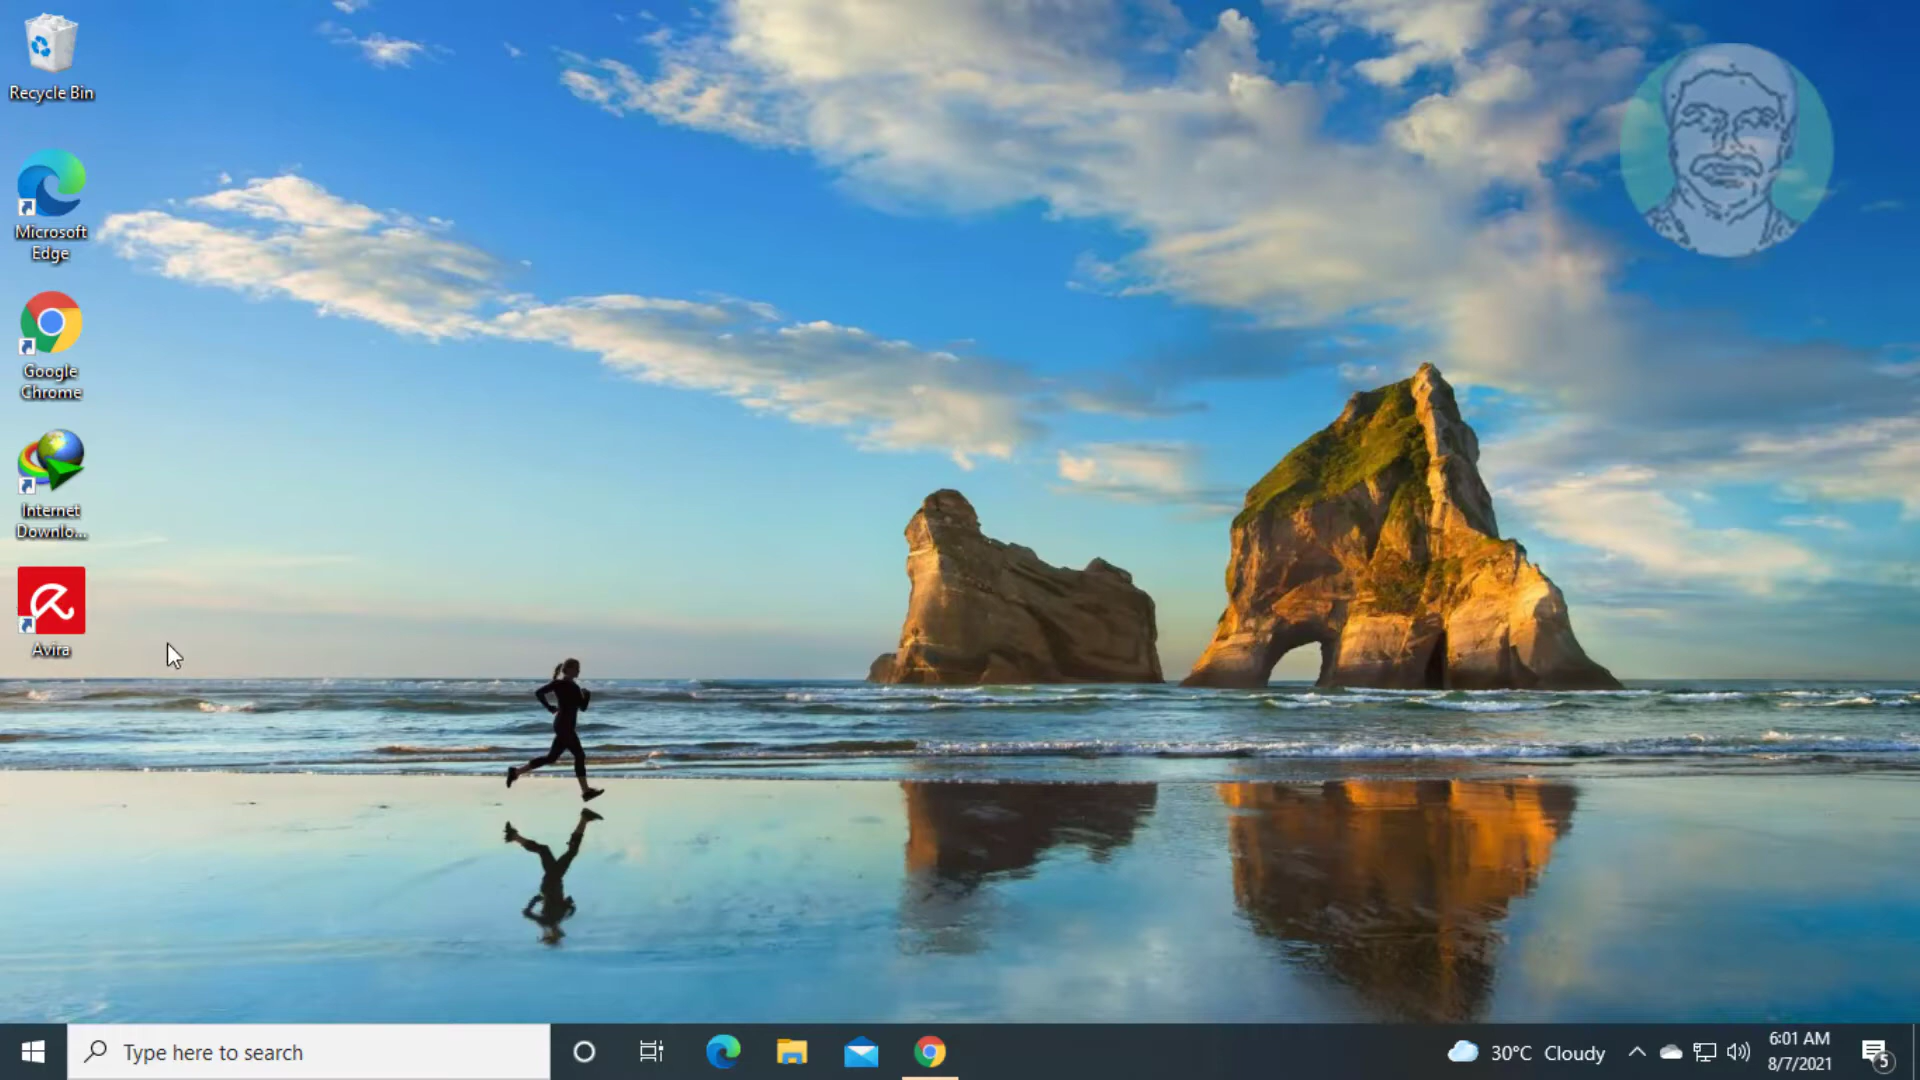 Recycle Bin
Microsoft
Edge
Google
Chrome
Internet
Downlo...
Avira
Type here to search
30°C Cloudy
6:01 AM
8/7/2021
5